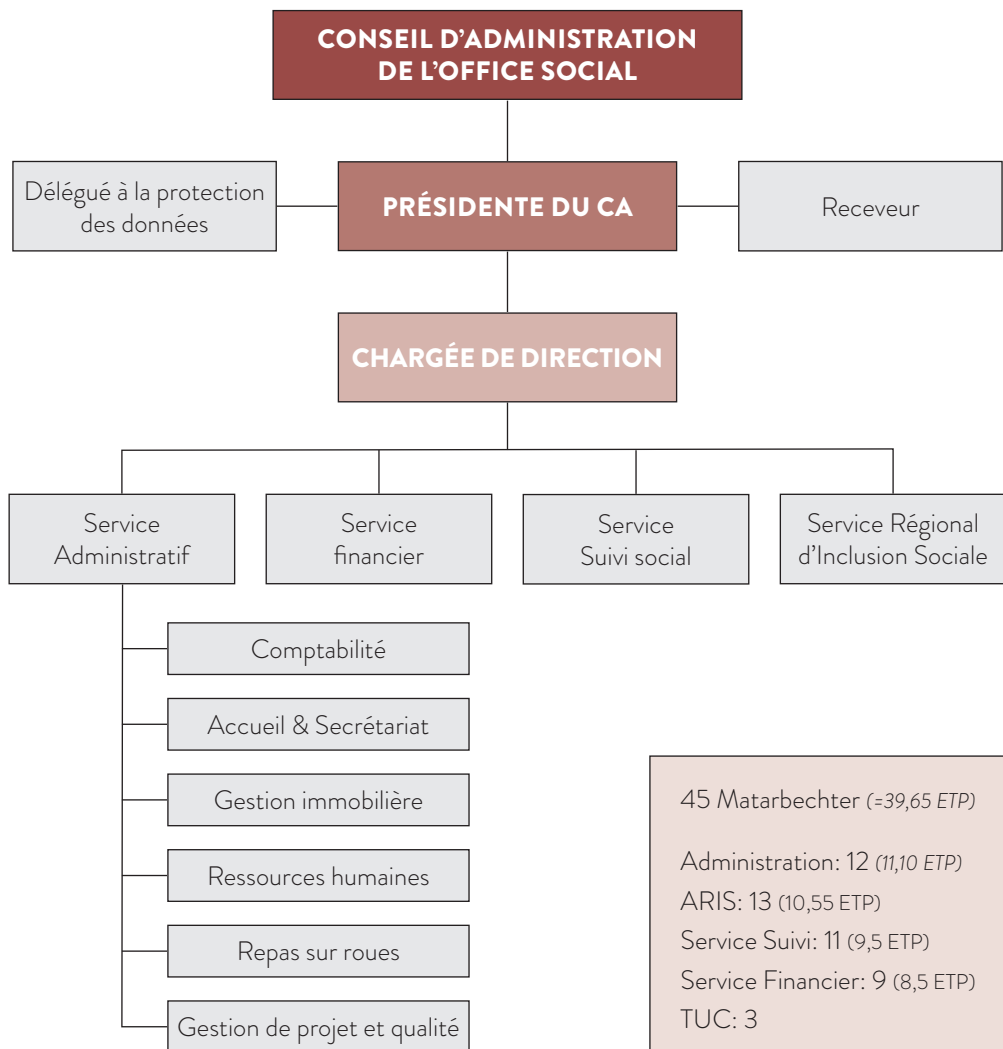 CONSEIL D'ADMINISTRATION
DE L'OFFICE SOCIAL
Délégué à la protection
des données
PRÉSIDENTE DU CA
Receveur
CHARGÉE DE DIRECTION
Service
Administratif
Service
financier
Service
Suivi social
Service Régional
d'Inclusion Sociale
Comptabilité
Accueil & Secrétariat
Gestion immobilière
Ressources humaines
Repas sur roues
Gestion de projet et qualité
45 Matarbechter (=39,65 ETP)
Administration: 12 (11,10 ETP)
ARIS: 13 (10,55 ETP)
Service Suivi: 11 (9,5 ETP)
Service Financier: 9 (8,5 ETP)
TUC: 3